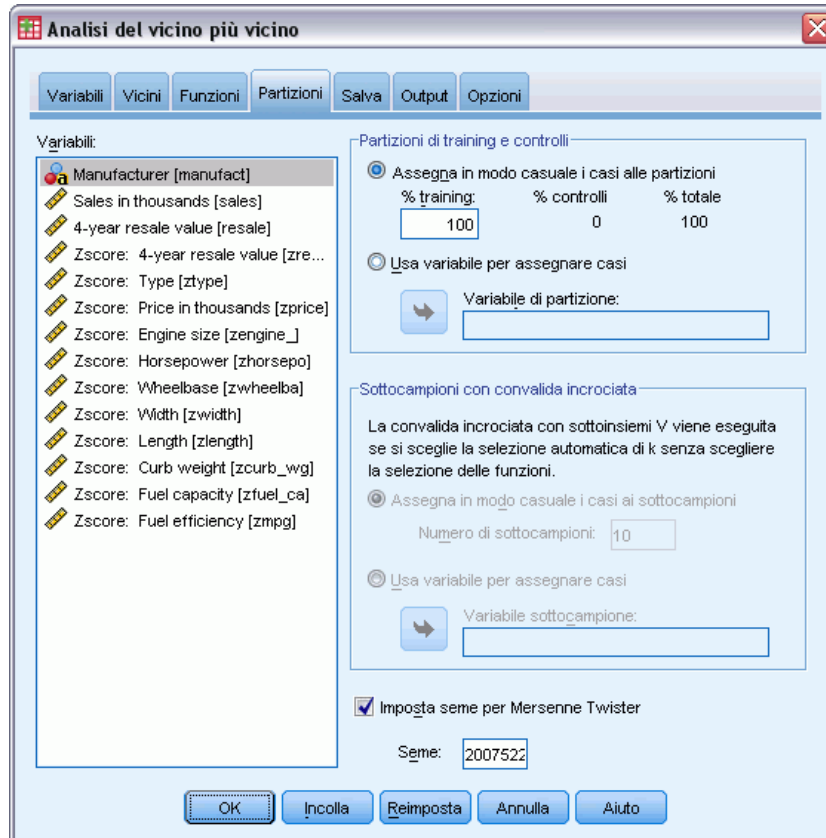 Analisi del vicino più vicino
Variabili Vicini Funzioni Partizioni Salva Output Opzioni
Variabili:
Manufacturer [manufact]
Sales in thousands [sales]
4-year resale value [resale]
Zscore: 4-year resale value [zre...
Zscore: Type [ztype]
Zscore: Price in thousands [zprice]
Zscore: Engine size [zengine_]
Zscore: Horsepower [zhorsepo]
Zscore: Wheelbase [zwheelba]
Zscore: Width [zwidth]
Zscore: Length [zlength]
Zscore: Curb weight [zcurb_wg]
Zscore: Fuel capacity [zfuel_ca]
Zscore: Fuel efficiency [zmpg]
Partizioni di training e controlli
Assegna in modo casuale i casi alle partizioni
% training: % controlli % totale
100 0 100
Usa variabile per assegnare casi
Variabile di partizione:
Sottocampioni con convalida incrociata
La convalida incrociata con sottoinsiemi V viene eseguita
se si sceglie la selezione automatica di k senza scegliere
la selezione delle funzioni.
Assegna in modo casuale i casi ai sottocampioni
Numero di sottocampioni: 10
Usa variabile per assegnare casi
Variabile sottocampione:
Imposta seme per Mersenne Twister
Seme: 2007522
OK Incolla Reimposta Annulla Aiuto